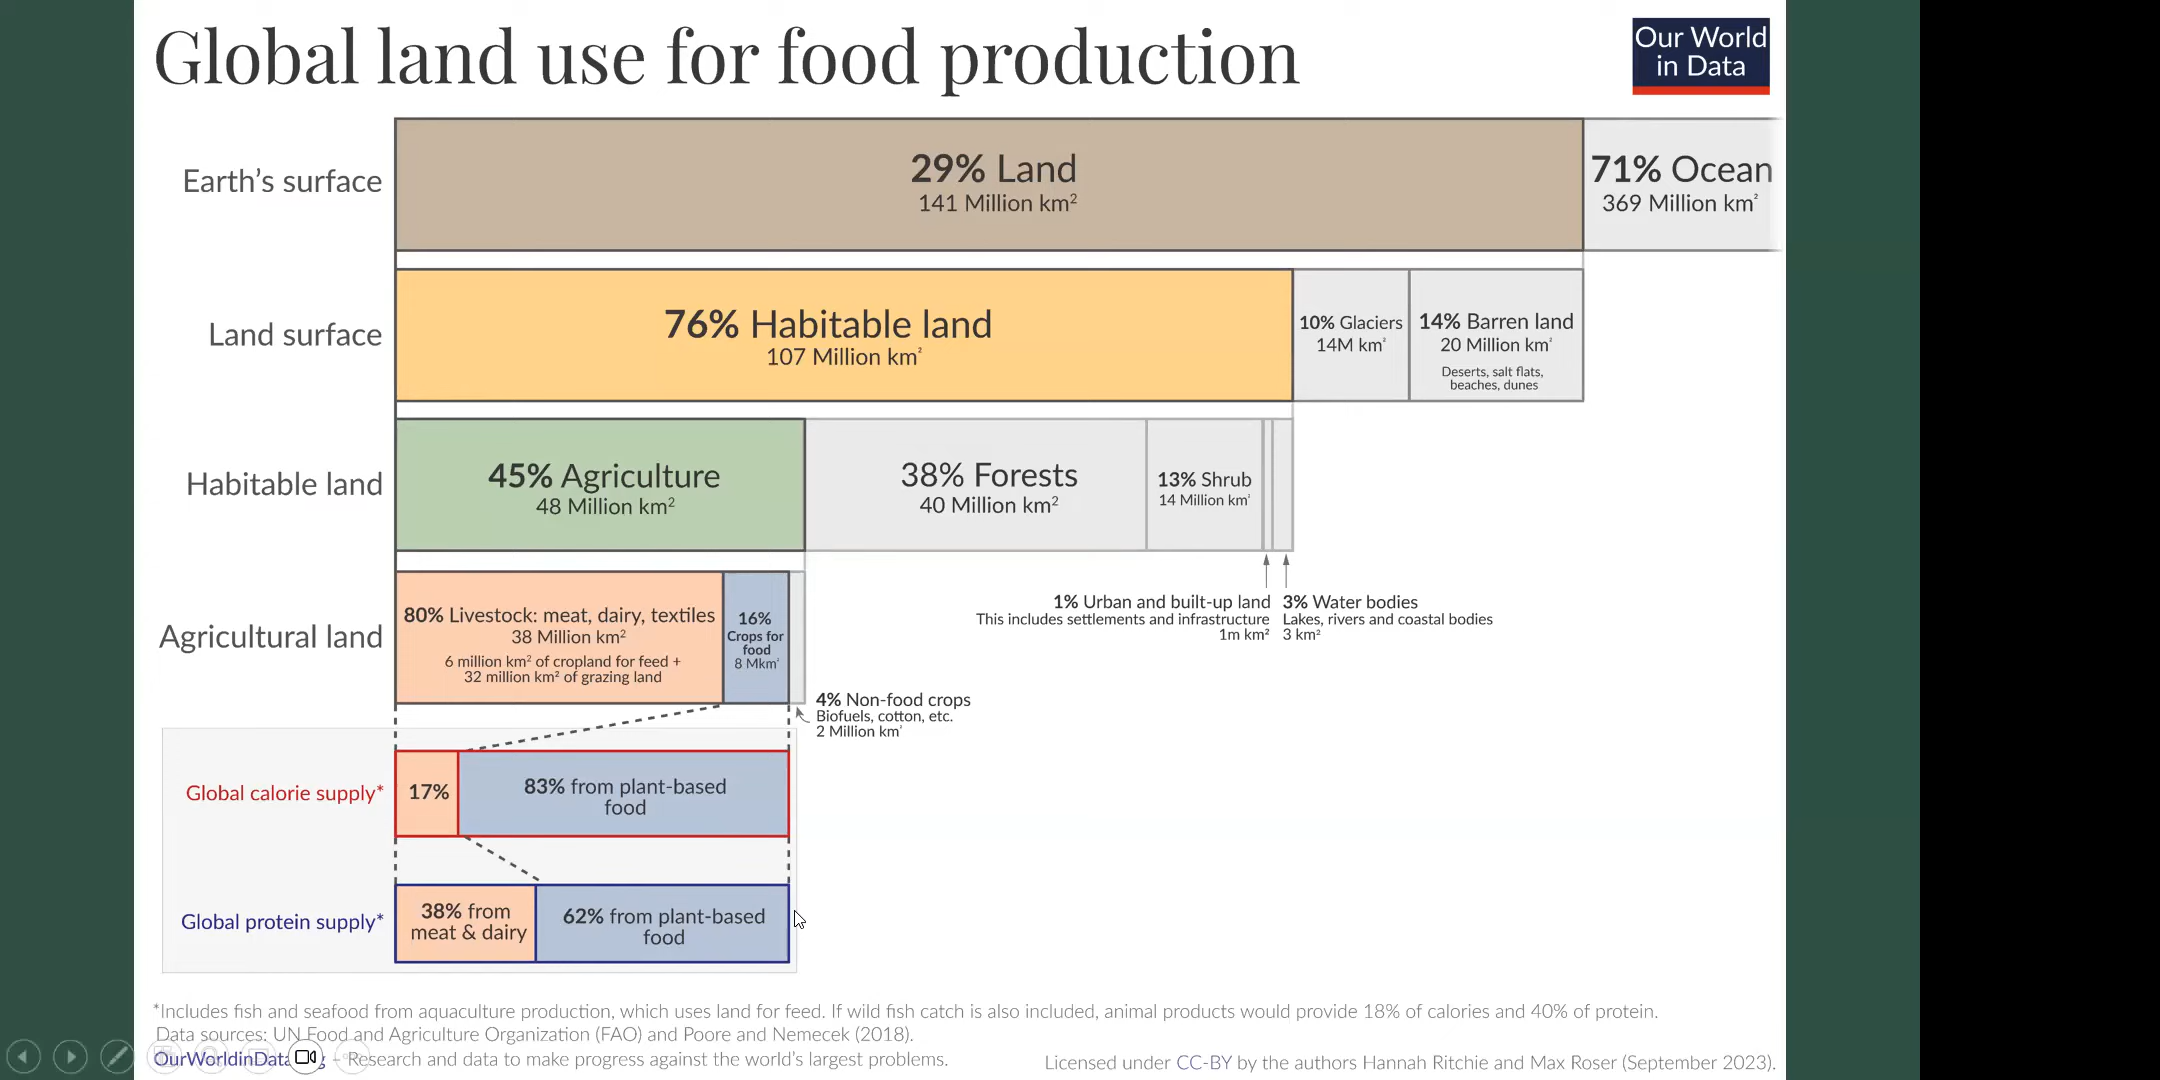 Global land use for food production
Our World
in Data
Earth's surface
29% Land
141 Million km²
71% Ocean
369 Million km²
Land surface
76% Habitable land
107 Million km²
10% Glaciers
14M km²
14% Barren land
20 Million km²
Deserts, salt flats,
beaches, dunes
Habitable land
45% Agriculture
48 Million km²
38% Forests
40 Million km²
13% Shrub
14 Million km²
1% Urban and built-up land
This includes settlements and infrastructure
1m km²
3% Water bodies
Lakes, rivers and coastal bodies
3 km²
Agricultural land
80% Livestock: meat, dairy, textiles
38 Million km²
6 million km² of cropland for feed +
32 million km² of grazing land
16%
Crops for
food
8 Mkm²
4% Non-food crops
Biofuels, cotton, etc.
2 Million km²
Global calorie supply*
17%
83% from plant-based
food
Global protein supply*
38% from
meat & dairy
62% from plant-based
food
*Includes fish and seafood from aquaculture production, which uses land for feed. If wild fish catch is also included, animal products would provide 18% of calories and 40% of protein.
Data sources: UN Food and Agriculture Organization (FAO) and Poore and Nemecek (2018).
OurWorldinData – Research and data to make progress against the world's largest problems.
Licensed under CC-BY by the authors Hannah Ritchie and Max Roser (September 2023).